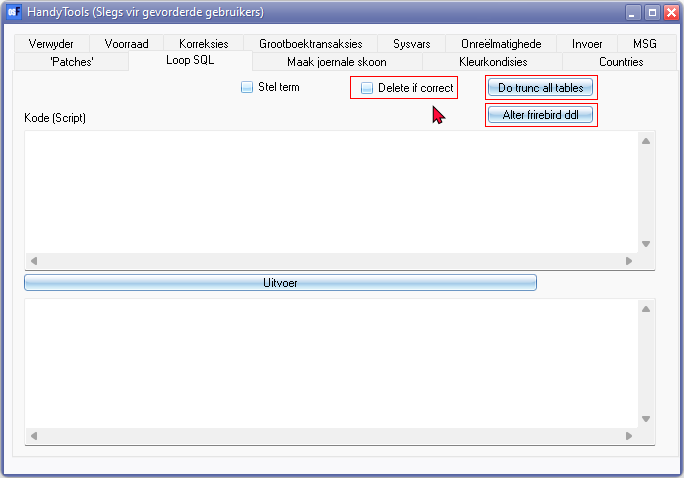 HandyTools (Slegs vir gevorderde gebruikers)
Verwyder Voorraad Korreksies Grootboektransaksies Sysvars Onreëlmatighede Invoer MSG
'Patches' Loop SQL Maak joernale skoon Kleurkondisies Countries
Stel term Delete if correct Do trunc all tables
Alter frirebird ddl
Kode (Script)
Uitvoer